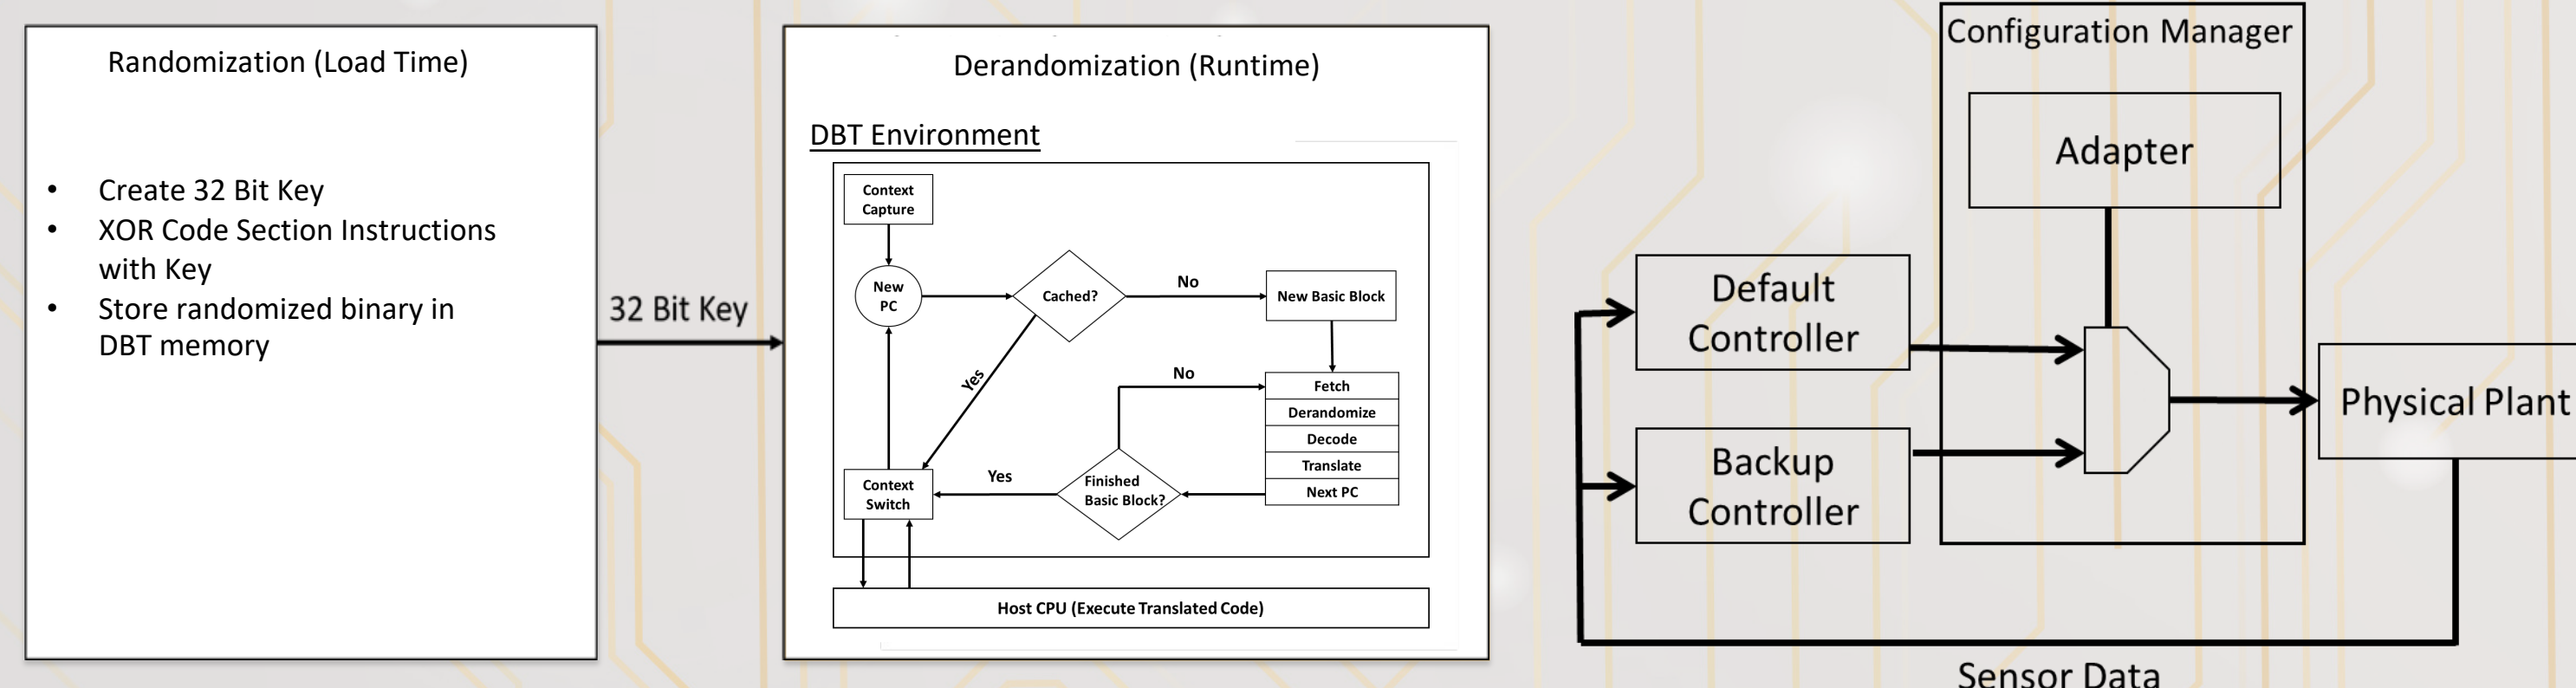 Randomization (Load Time)
• Create 32 Bit Key
• XOR Code Section Instructions
with Key
• Store randomized binary in
DBT memory
32 Bit Key
Derandomization (Runtime)
DBT Environment
Context
Capture
New
PC
Cached?
No
New Basic Block
Yes
No
Fetch
Derandomize
Decode
Translate
Next PC
Finished
Basic Block?
Yes
Context
Switch
Host CPU (Execute Translated Code)
Configuration Manager
Adapter
Default
Controller
Backup
Controller
Physical Plant
Sensor Data